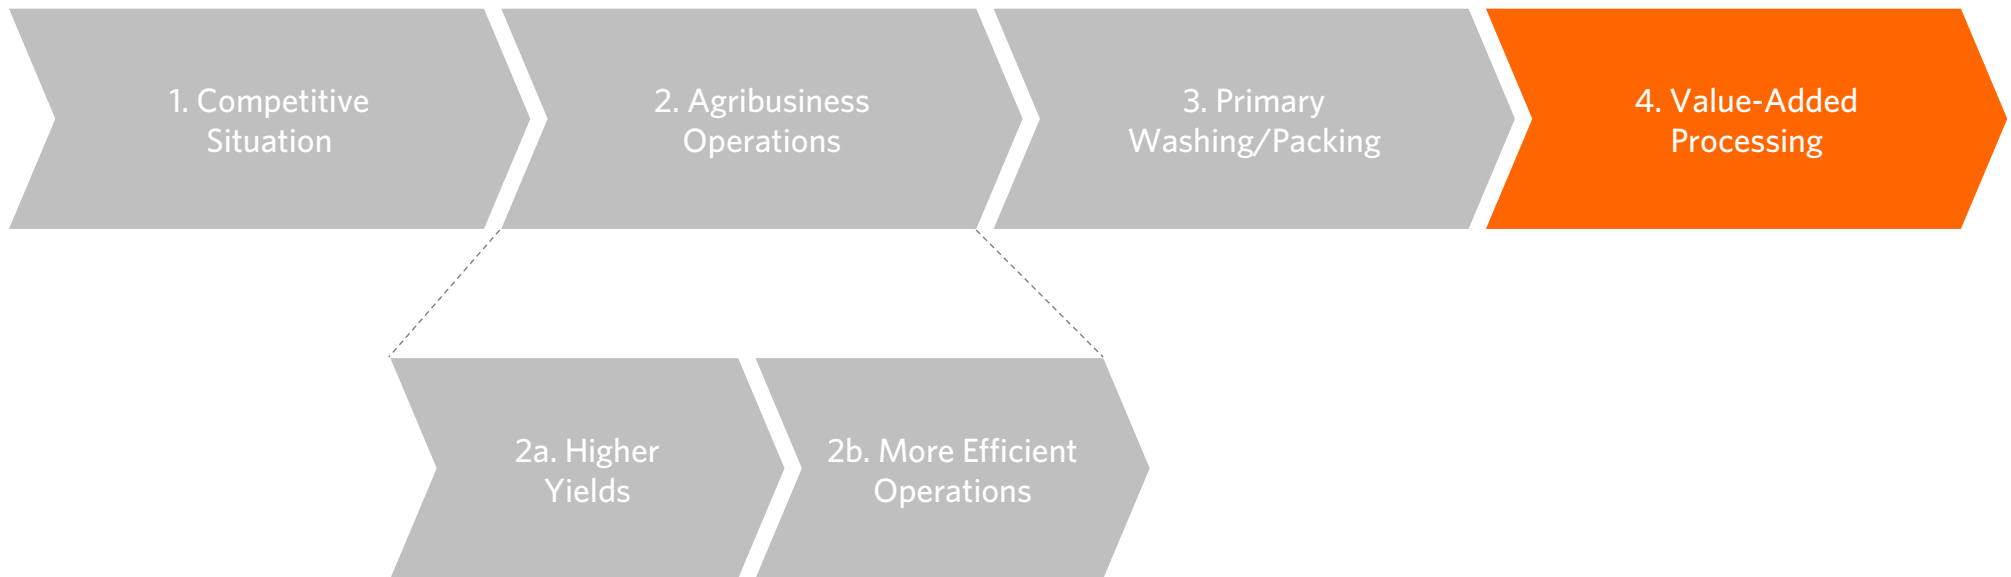 1. Competitive
Situation
2. Agribusiness
Operations
3. Primary
Washing/Packing
4. Value-Added
Processing
2a. Higher
Yields
2b. More Efficient
Operations